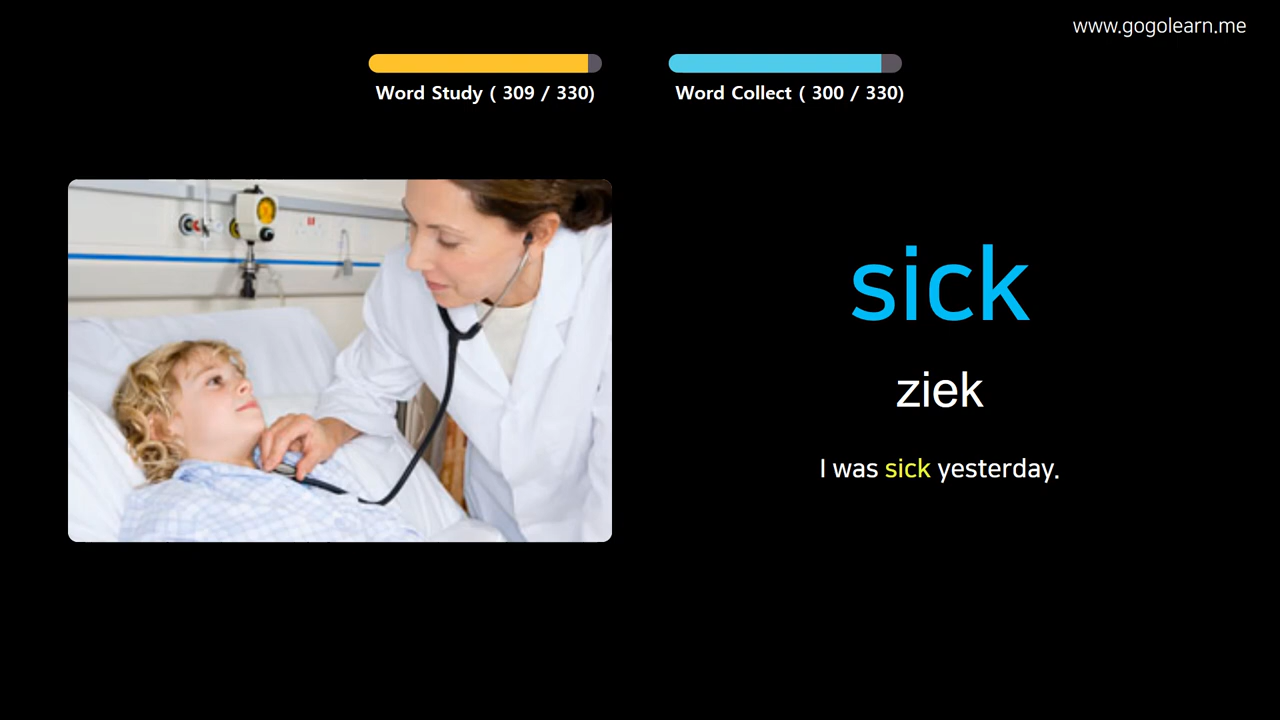 www.gogolearn.me
Word Study ( 309 / 330)
Word Collect ( 300 / 330)
sick
ziek
I was sick yesterday.